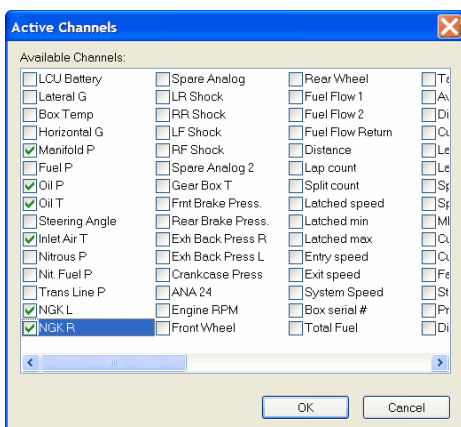 Active Channels
Available Channels:
LCU Battery
Lateral G
Box Temp
Horizontal G
Manifold P
Fuel P
Oil P
Oil T
Steering Angle
Inlet Air T
Nitrous P
Nit. Fuel P
Trans Line P
NGK L
NGK R
Spare Analog
LR Shock
RR Shock
LF Shock
RF Shock
Spare Analog 2
Gear Box T
Frnt Brake Press.
Rear Brake Press.
Exh Back Press R
Exh Back Press L
Crankcase Press
ANA 24
Engine RPM
Front Wheel
Rear Wheel
Fuel Flow 1
Fuel Flow 2
Fuel Flow Return
Distance
Lap count
Split count
Latched speed
Latched min
Latched max
Entry speed
Exit speed
System Speed
Box serial #
Total Fuel
OK
Cancel